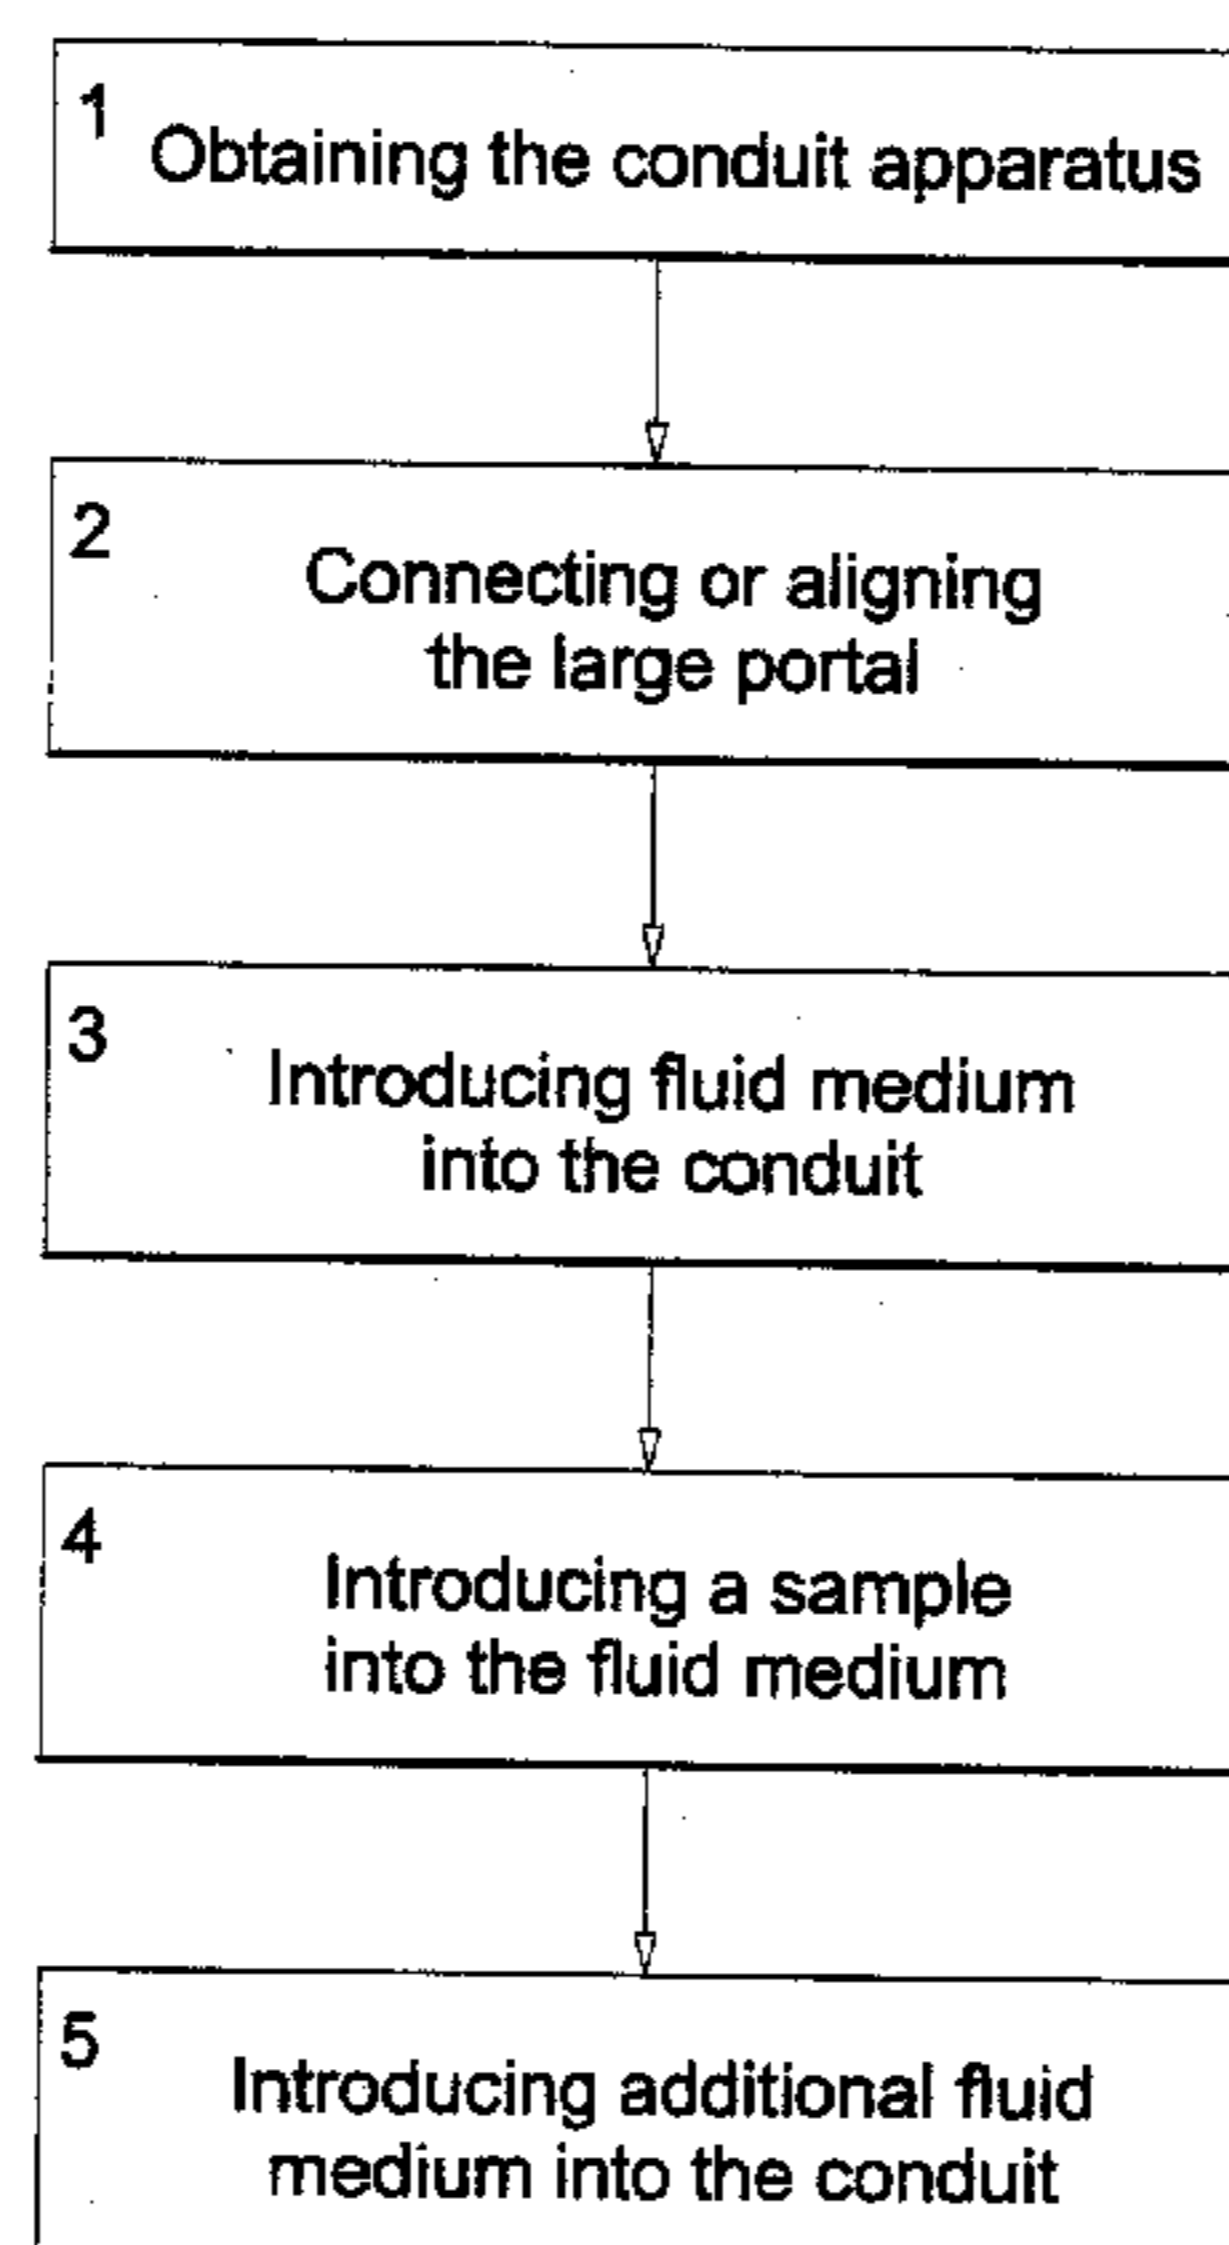 1
Obtaining the conduit apparatus
2
Connecting or aligning
the large portal
3
Introducing fluid medium
into the conduit
4
Introducing a sample
into the fluid medium
5
Introducing additional fluid
medium into the conduit